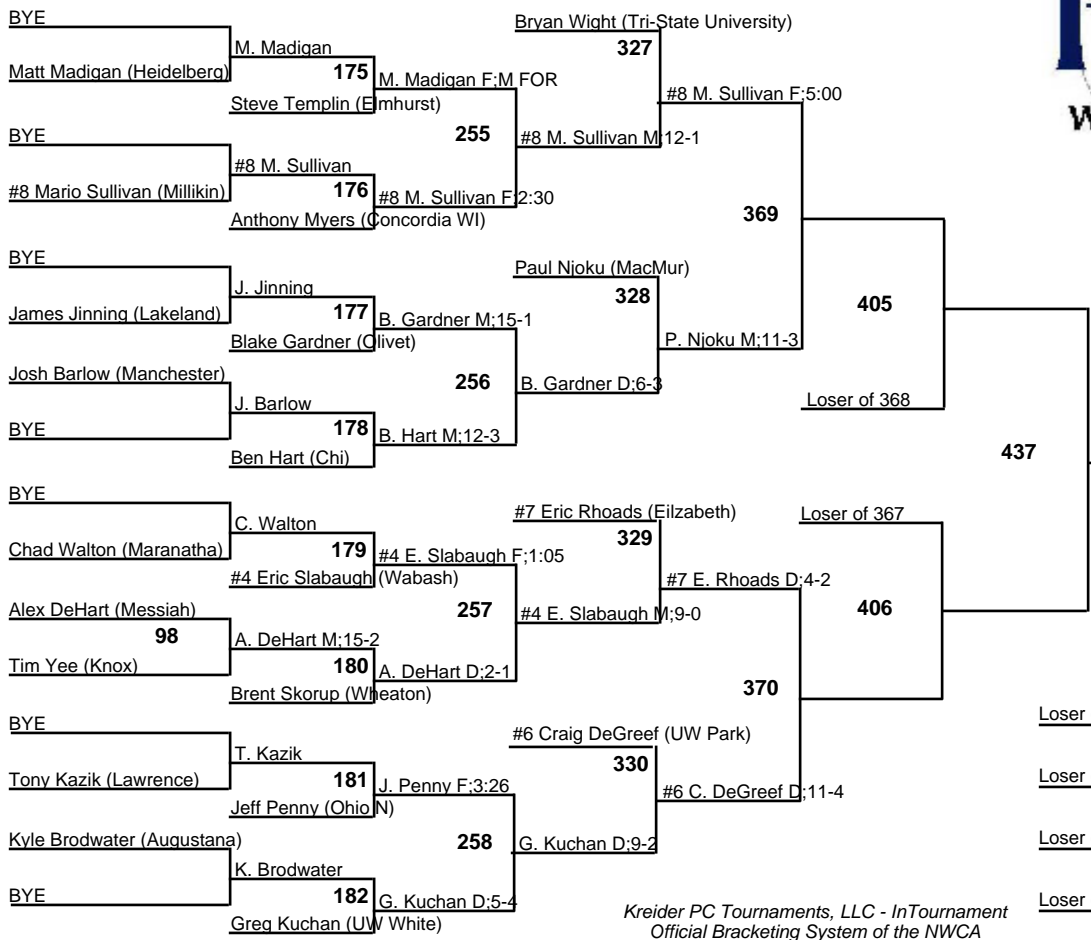 BYE
Matt Madigan (Heidelberg)
M. Madigan
175
Steve Templin (Elmhurst)
M. Madigan F;M FOR
255
BYE
#8 Mario Sullivan (Millikin)
#8 M. Sullivan
176
Anthony Myers (Concordia WI)
#8 M. Sullivan F;2:30
Bryan Wight (Tri-State University)
327
#8 M. Sullivan M;12-1
#8 M. Sullivan F;5:00
369
BYE
James Jinning (Lakeland)
J. Jinning
177
Blake Gardner (Olivet)
B. Gardner M;15-1
256
Josh Barlow (Manchester)
BYE
J. Barlow
178
Ben Hart (Chi)
B. Hart M;12-3
Paul Njoku (MacMur)
328
B. Gardner D;6-3
P. Njoku M;11-3
405
Loser of 368
437
BYE
Chad Walton (Maranatha)
C. Walton
179
#4 Eric Slabaugh (Wabash)
#4 E. Slabaugh F;1:05
257
Alex DeHart (Messiah)
98
Tim Yee (Knox)
A. DeHart M;15-2
180
Brent Skorup (Wheaton)
A. DeHart D;2-1
#7 Eric Rhoads (Eilzabeth)
329
#4 E. Slabaugh M;9-0
#7 E. Rhoads D;4-2
370
Loser of 367
406
BYE
Tony Kazik (Lawrence)
T. Kazik
181
Jeff Penny (Ohio N)
J. Penny F;3:26
258
Kyle Brodwater (Augustana)
BYE
K. Brodwater
182
Greg Kuchan (UW White)
G. Kuchan D;5-4
#6 Craig DeGreef (UW Park)
330
G. Kuchan D;9-2
#6 C. DeGreef D;11-4
Loser
Loser
Loser
Loser
Kreider PC Tournaments, LLC - InTournament
Official Bracketing System of the NWCA